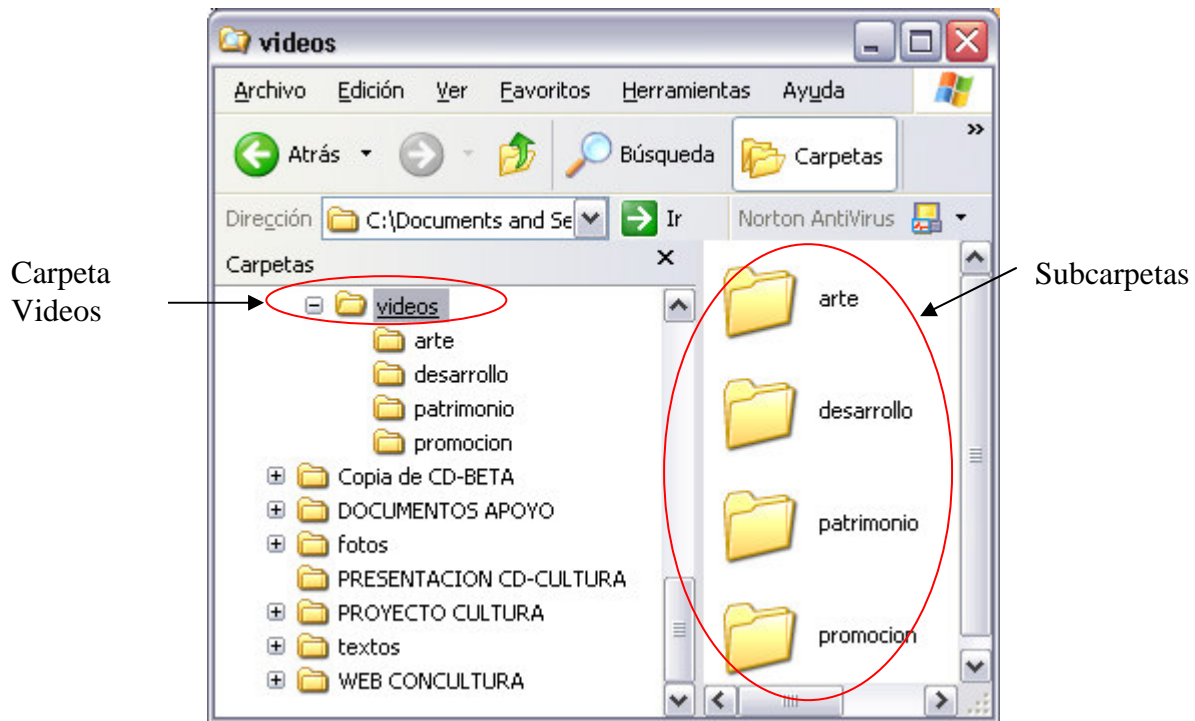 videos
Archivo Edición Ver Favoritos Herramientas Ayuda
Atrás Búsqueda Carpetas »
Dirección C:\Documents and Se Ir Norton AntiVirus
Carpetas
Carpeta
Videos
Subcarpetas
videos
arte
desarrollo
patrimonio
promocion
Copia de CD-BETA
DOCUMENTOS APOYO
fotos
PRESENTACION CD-CULTURA
PROYECTO CULTURA
textos
WEB CONCULTURA
arte
desarrollo
patrimonio
promocion